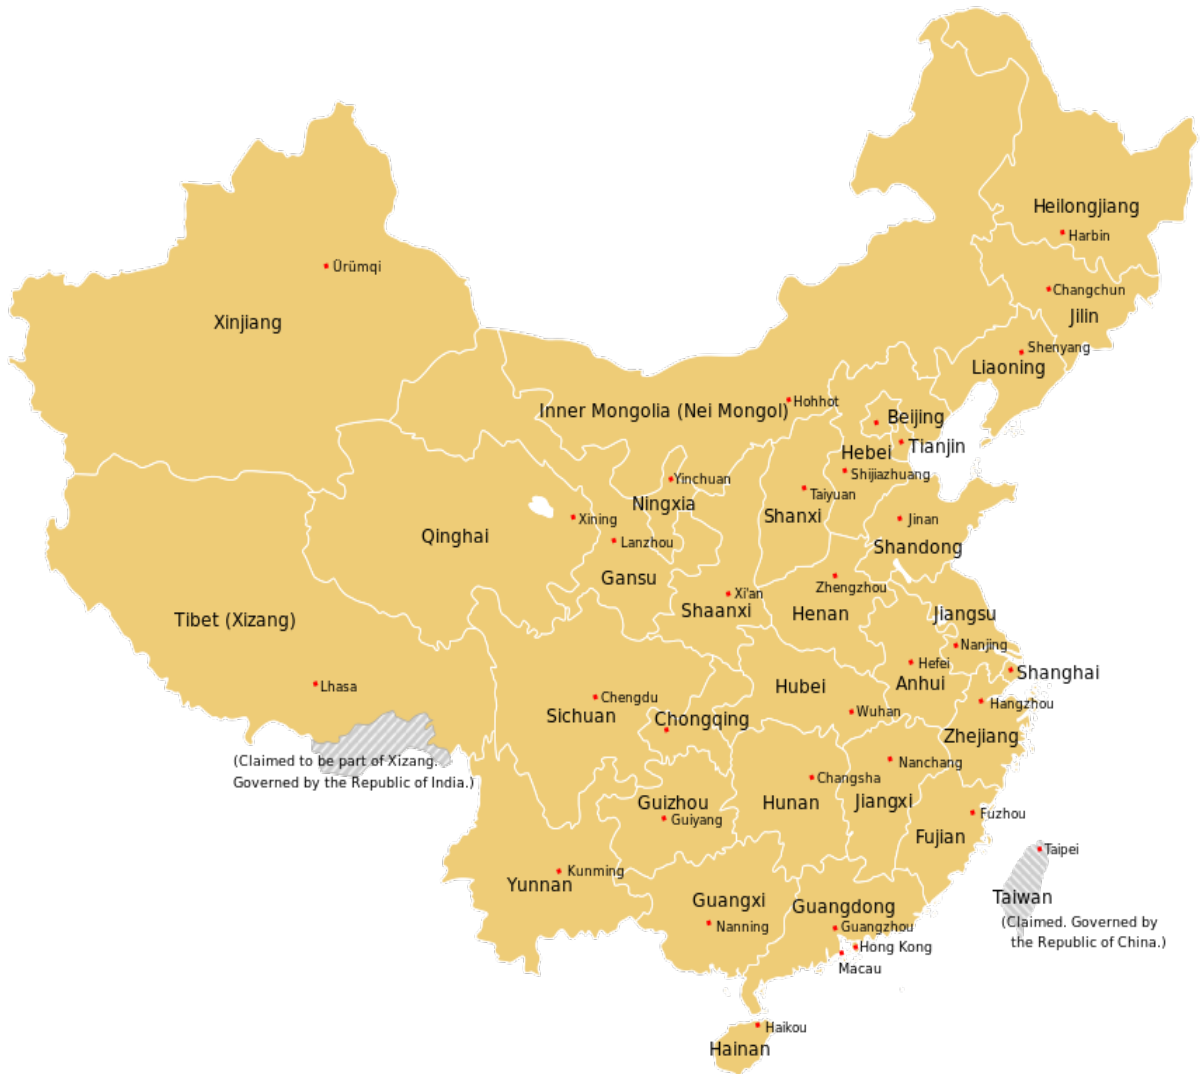 Heilongjiang
Harbin
Ürümqi
Changchun
Jilin
Xinjiang
Shenyang
Liaoning
Hohhot
Inner Mongolia (Nei Mongol)
Beijing
Tianjin
Hebei
Shijiazhuang
Yinchuan
Taiyuan
Ningxia
Shanxi
Xining
Jinan
Qinghai
Lanzhou
Shandong
Gansu
Zhengzhou
Xi'an
Shaanxi
Henan
Jiangsu
Tibet (Xizang)
Nanjing
Hefei
Shanghai
Anhui
Lhasa
Hubei
Chengdu
Hangzhou
Sichuan
Wuhan
Chongqing
Zhejiang
(Claimed to be part of Xizang.
Governed by the Republic of India.)
Nanchang
Changsha
Guizhou
Hunan
Jiangxi
Guiyang
Fuzhou
Fujian
Taipei
Kunming
Yunnan
Taiwan
Guangxi
Guangdong
(Claimed. Governed by
the Republic of China.)
Nanning
Guangzhou
Hong Kong
Macau
Haikou
Hainan